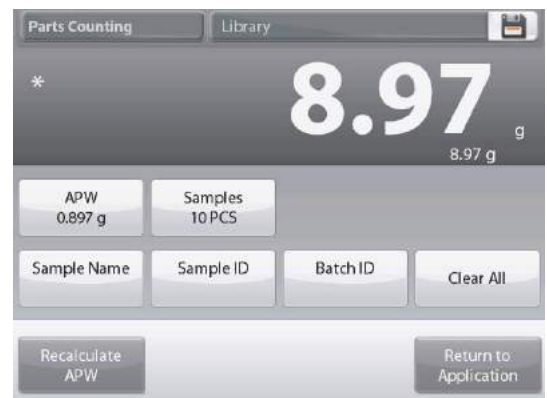 Parts Counting
Library
*
8.97 g
8.97 g
APW
0.897 g
Samples
10 PCS
Sample Name
Sample ID
Batch ID
Clear All
Recalculate
APW
Return to
Application